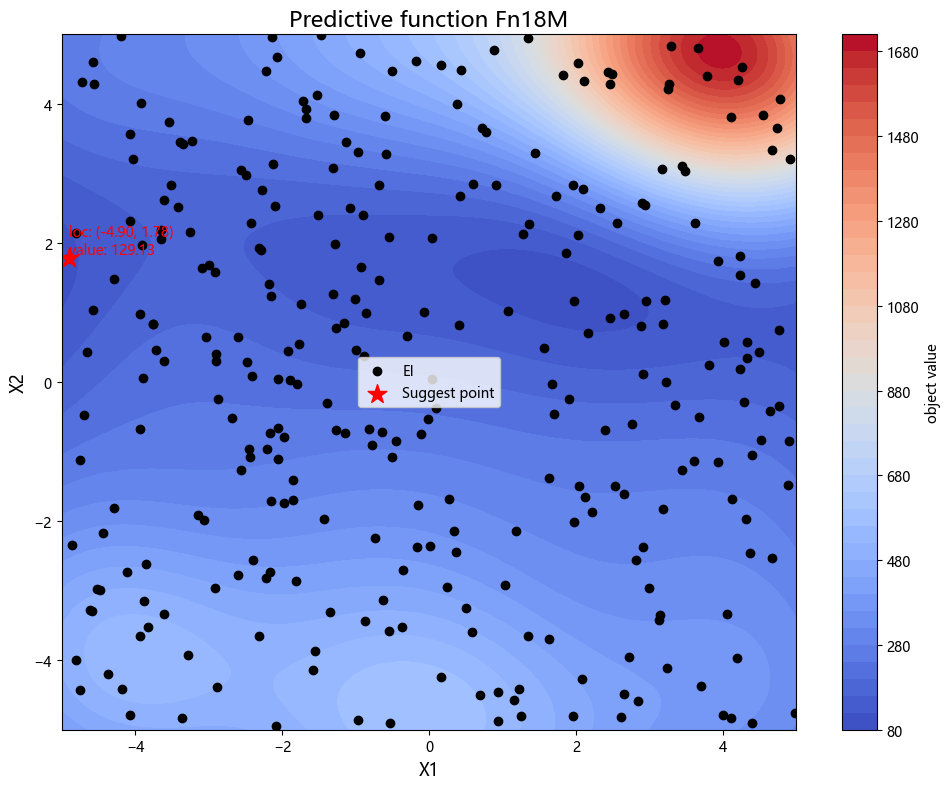 Predictive function Fn18M
4
2
0
−2
−4
X2
loc: (-4.90, 1.78)
value: 129.13
EI
Suggest point
−4
−2
0
2
4
X1
1680
1480
1280
1080
880
680
480
280
80
object value